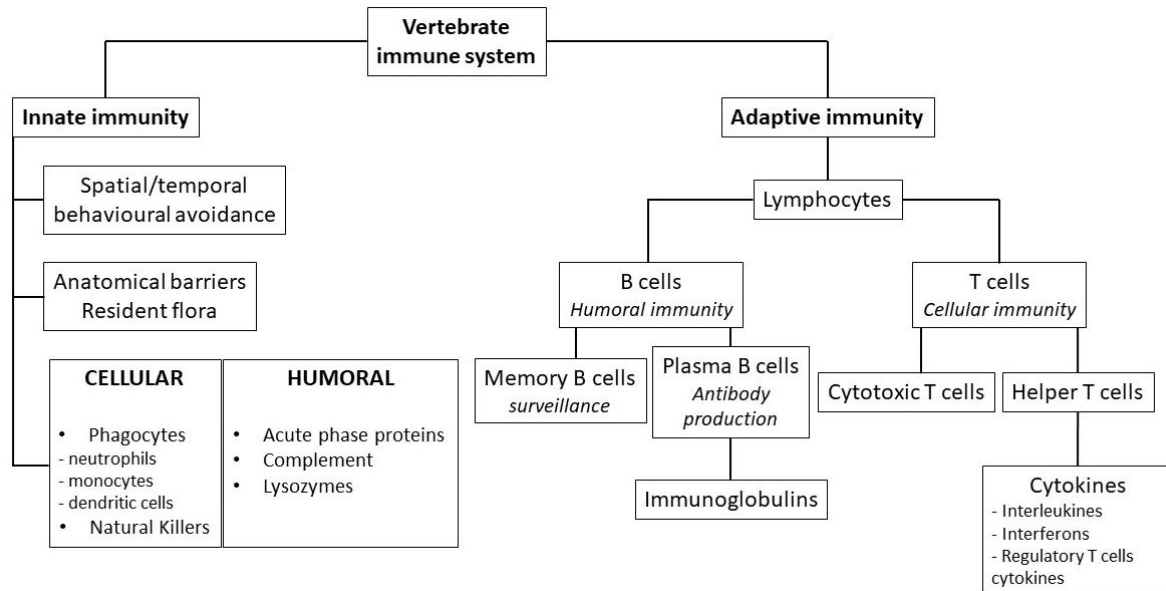 Vertebrate
immune system
Innate immunity
Adaptive immunity
Spatial/temporal
behavioural avoidance
Lymphocytes
Anatomical barriers
Resident flora
B cells
Humoral immunity
T cells
Cellular immunity
CELLULAR
• Phagocytes
- neutrophils
- monocytes
- dendritic cells
• Natural Killers
HUMORAL
• Acute phase proteins
• Complement
• Lysozymes
Memory B cells
surveillance
Plasma B cells
Antibody
production
Cytotoxic T cells
Helper T cells
Immunoglobulins
Cytokines
- Interleukines
- Interferons
- Regulatory T cells
cytokines